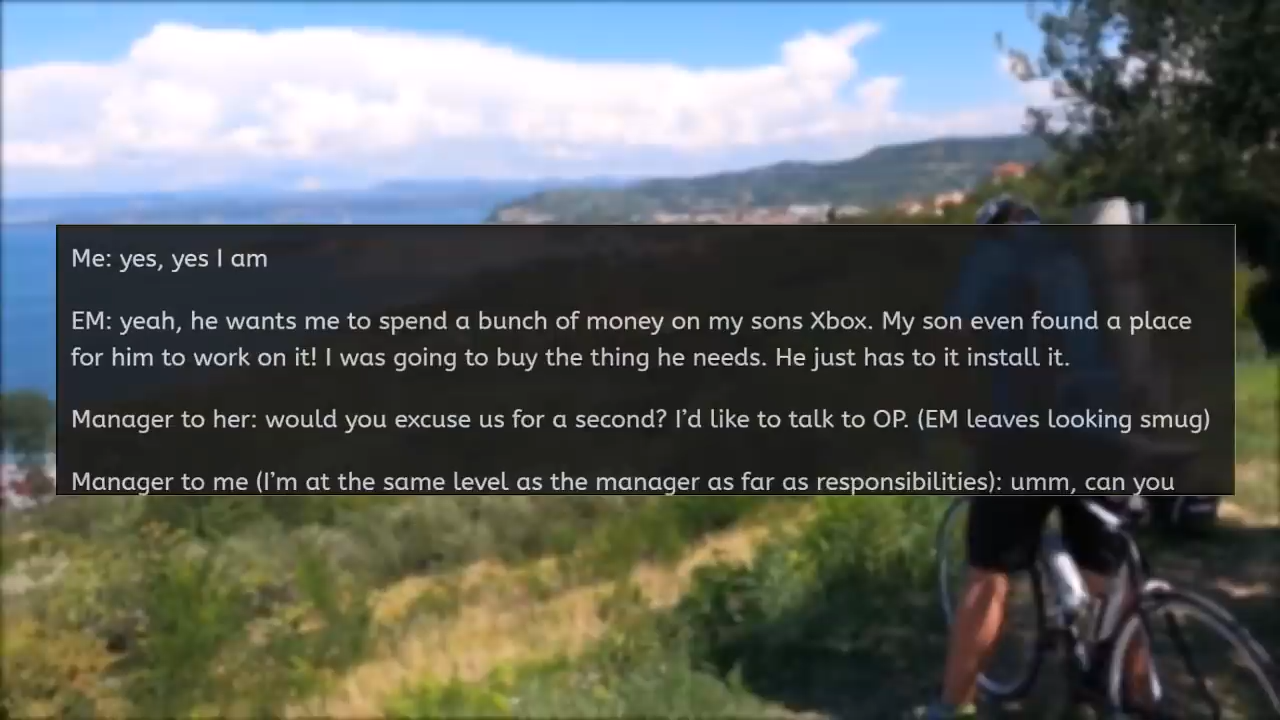 Me: yes, yes I am
EM: yeah, he wants me to spend a bunch of money on my sons Xbox. My son even found a place
for him to work on it! I was going to buy the thing he needs. He just has to it install it.
Manager to her: would you excuse us for a second? I’d like to talk to OP. (EM leaves looking smug)
Manager to me (I’m at the same level as the manager as far as responsibilities): umm, can you